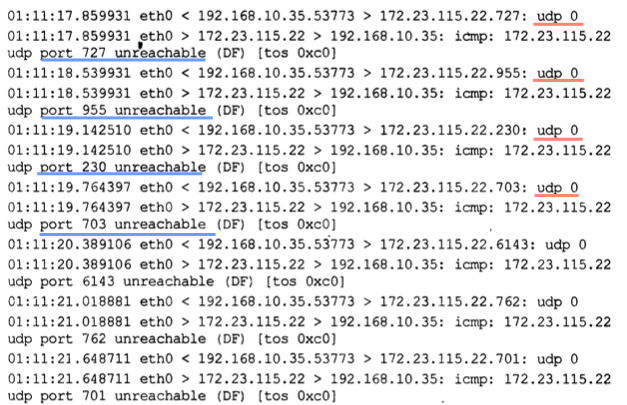 01:11:17.859931 eth0 < 192.168.10.35.53773 > 172.23.115.22.727: udp 0
01:11:17.859931 eth0 > 172.23.115.22 > 192.168.10.35: icmp: 172.23.115.22
udp port 727 unreachable (DF) [tos 0xc0]
01:11:18.539931 eth0 < 192.168.10.35.53773 > 172.23.115.22.955: udp 0
01:11:18.539931 eth0 > 172.23.115.22 > 192.168.10.35: icmp: 172.23.115.22
udp port 955 unreachable (DF) [tos 0xc0]
01:11:19.142510 eth0 < 192.168.10.35.53773 > 172.23.115.22.230: udp 0
01:11:19.142510 eth0 > 172.23.115.22 > 192.168.10.35: icmp: 172.23.115.22
udp port 230 unreachable (DF) [tos 0xc0]
01:11:19.764397 eth0 < 192.168.10.35.53773 > 172.23.115.22.703: udp 0
01:11:19.764397 eth0 > 172.23.115.22 > 192.168.10.35: icmp: 172.23.115.22
udp port 703 unreachable (DF) [tos 0xc0]
01:11:20.389106 eth0 < 192.168.10.35.53773 > 172.23.115.22.6143: udp 0
01:11:20.389106 eth0 > 172.23.115.22 > 192.168.10.35: icmp: 172.23.115.22
udp port 6143 unreachable (DF) [tos 0xc0]
01:11:21.018881 eth0 < 192.168.10.35.53773 > 172.23.115.22.762: udp 0
01:11:21.018881 eth0 > 172.23.115.22 > 192.168.10.35: icmp: 172.23.115.22
udp port 762 unreachable (DF) [tos 0xc0]
01:11:21.648711 eth0 < 192.168.10.35.53773 > 172.23.115.22.701: udp 0
01:11:21.648711 eth0 > 172.23.115.22 > 192.168.10.35: icmp: 172.23.115.22
udp port 701 unreachable (DF) [tos 0xc0]